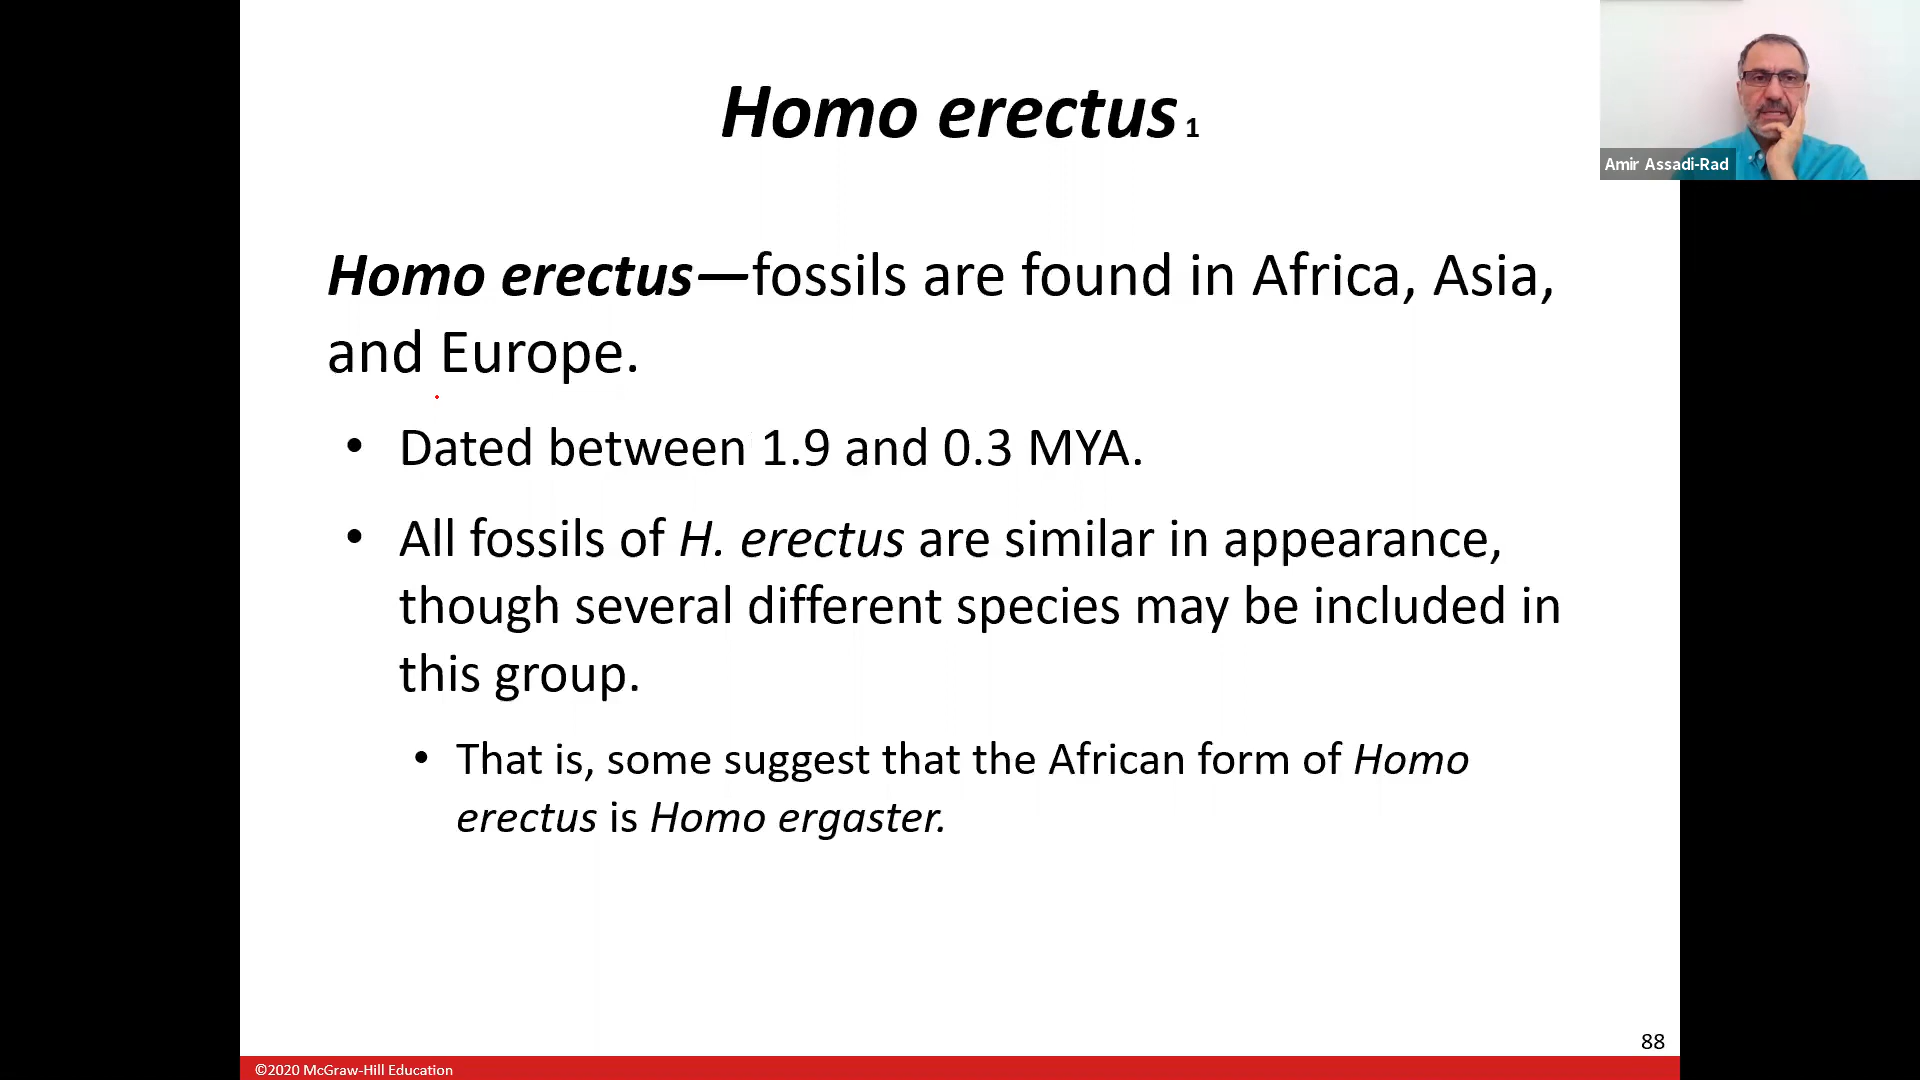 Homo erectus 1
Amir Assadi-Rad
Homo erectus—fossils are found in Africa, Asia,
and Europe.
• Dated between 1.9 and 0.3 MYA.
• All fossils of H. erectus are similar in appearance,
though several different species may be included in
this group.
• That is, some suggest that the African form of Homo
erectus is Homo ergaster.
88
©2020 McGraw-Hill Education